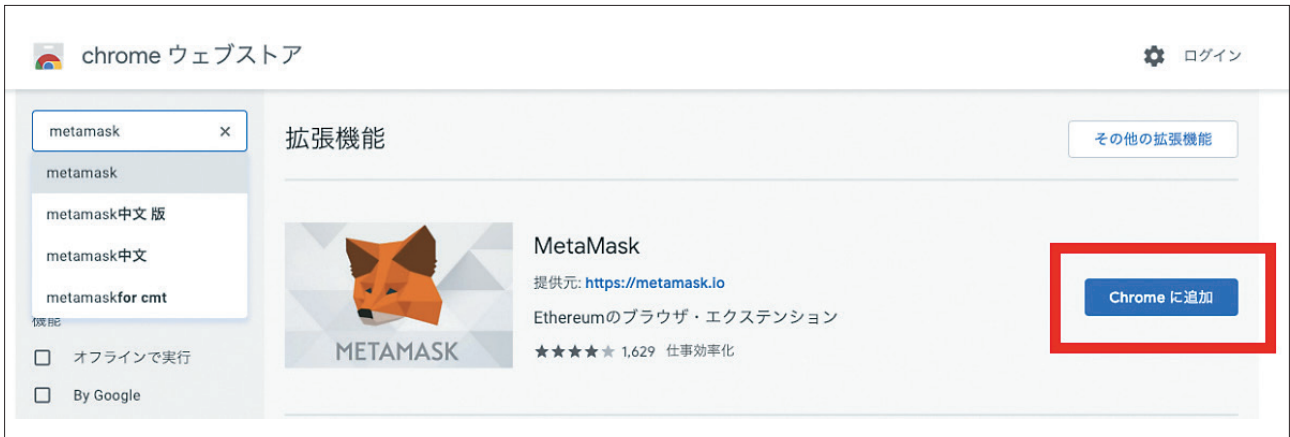 chrome ウェブストア
ログイン
metamask
metamask
metamask中文 版
metamask中文
metamaskfor cmt
機能
オフラインで実行
By Google
拡張機能
その他の拡張機能
METAMASK
MetaMask
提供元: https://metamask.io
Ethereumのブラウザ・エクステンション
1,629 仕事効率化
Chrome に追加